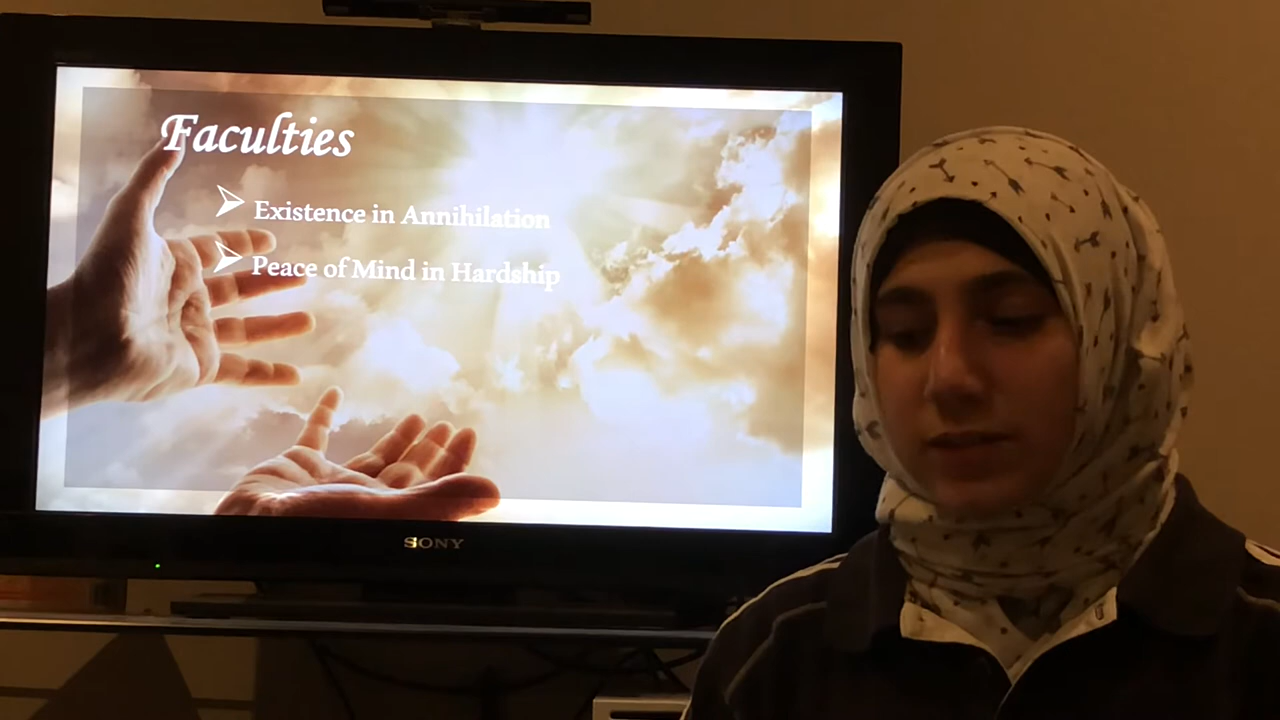 Faculties
Existence in Annihilation
Peace of Mind in Hardship
SONY